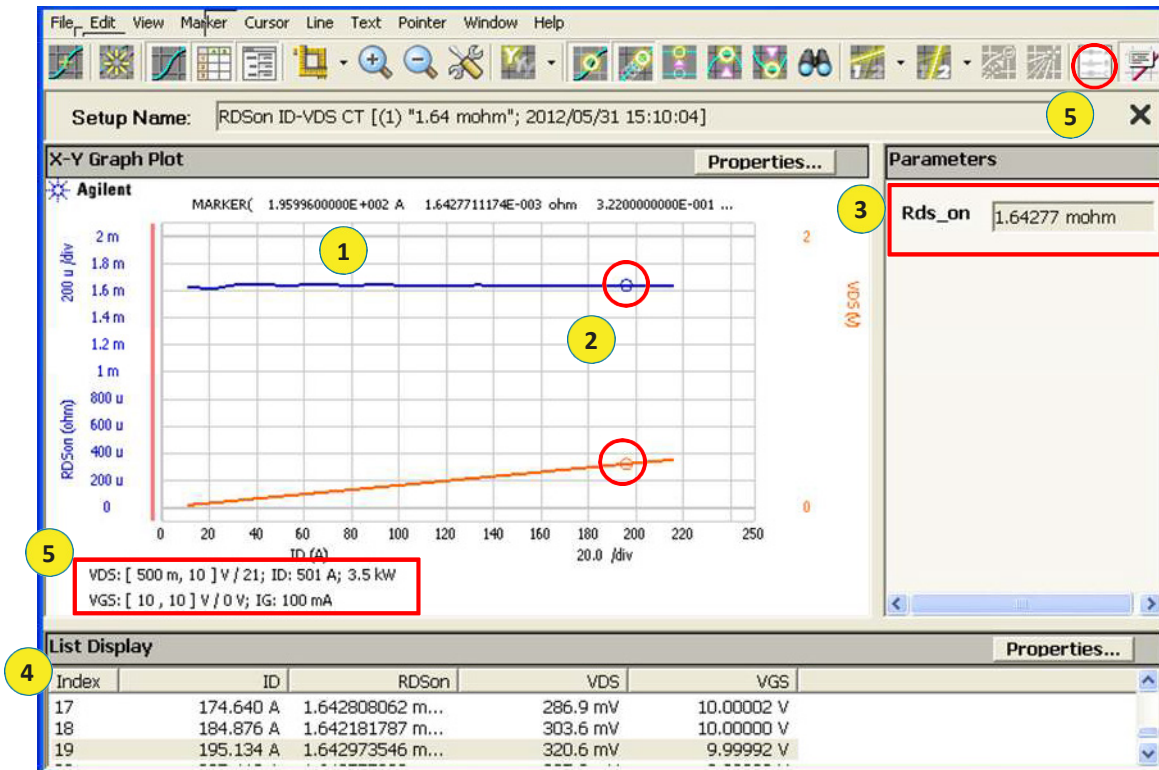 File Edit View Marker Cursor Line Text Pointer Window Help
5
Setup Name: RDSon ID-VDS CT [(1) "1.64 mohm"; 2012/05/31 15:10:04]
X-Y Graph Plot Properties...
Agilent
MARKER( 1.9599600000E+002 A 1.6427711174E-003 ohm 3.2200000000E-001 ...
1
2
200 u /div
RDSon (ohm)
2 m
1.8 m
1.6 m
1.4 m
1.2 m
1 m
800 u
600 u
400 u
200 u
0
2
VDS (V)
0
0 20 40 60 80 100 120 140 160 180 200 220 250
ID (A) 20.0 /div
5
VDS: [ 500 m, 10 ] V / 21; ID: 501 A; 3.5 kW
VGS: [ 10 , 10 ] V / 0 V; IG: 100 mA
Parameters
3
Rds_on 1.64277 mohm
List Display Properties...
4
Index ID RDSon VDS VGS
17 174.640 A 1.642808062 m... 286.9 mV 10.00002 V
18 184.876 A 1.642181787 m... 303.6 mV 10.00000 V
19 195.134 A 1.642973546 m... 320.6 mV 9.99992 V